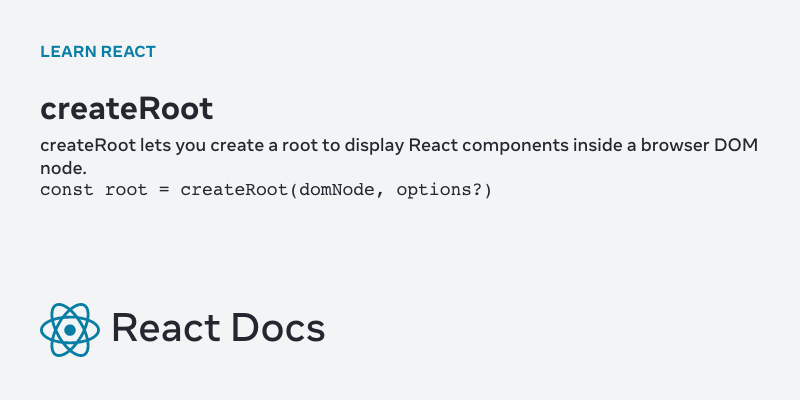 LEARN REACT
createRoot
createRoot lets you create a root to display React components inside a browser DOM
node.
const root = createRoot(domNode, options?)
React Docs